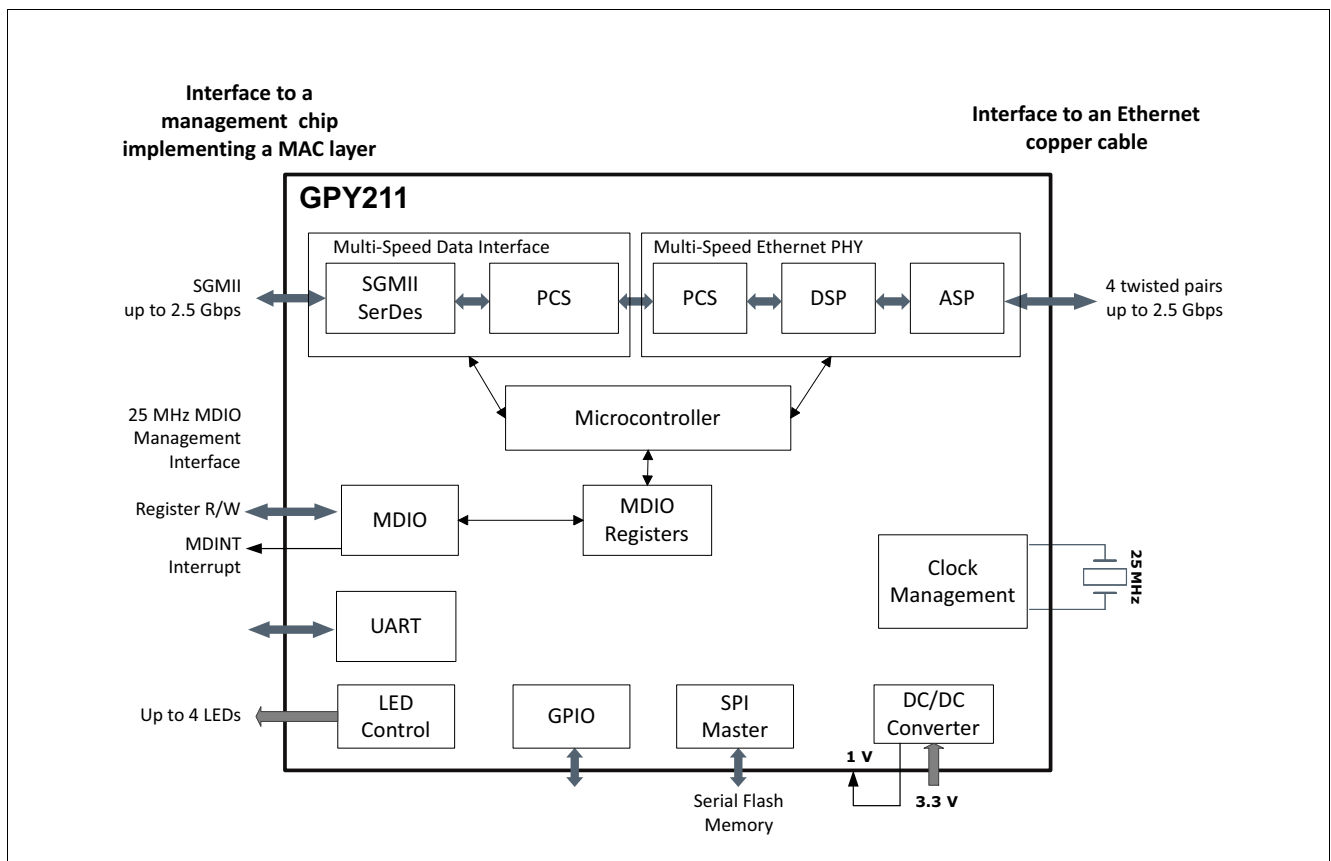 Interface to a
management chip
implementing a MAC layer
Interface to an Ethernet
copper cable
GPY211
Multi-Speed Data Interface
Multi-Speed Ethernet PHY
SGMII
up to 2.5 Gbps
SGMII
SerDes
PCS
PCS
DSP
ASP
4 twisted pairs
up to 2.5 Gbps
Microcontroller
25 MHz MDIO
Management
Interface
Register R/W
MDINT
Interrupt
MDIO
MDIO
Registers
Clock
Management
25 MHz
UART
Up to 4 LEDs
LED
Control
GPIO
SPI
Master
DC/DC
Converter
1 V
3.3 V
Serial Flash
Memory